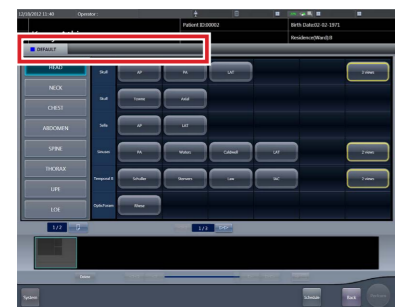 12/10/2012 11:40 Operator:
Patient ID:00002
Birth Date:02-02-1971
Residence(Ward):8
DEFAULT
HEAD
NECK
CHEST
ABDOMEN
SPINE
THORAX
UPE
LOE
Skull AP PA LAT 3 views
Skull Towne Axial
Sella AP LAT
Sinuses PA Waters Caldwell LAT 2 views
Temporal B. Schuller Stenvers Law IAC 2 views
OpticForam Rhese
1/2
1/3
System
Schedule
Back